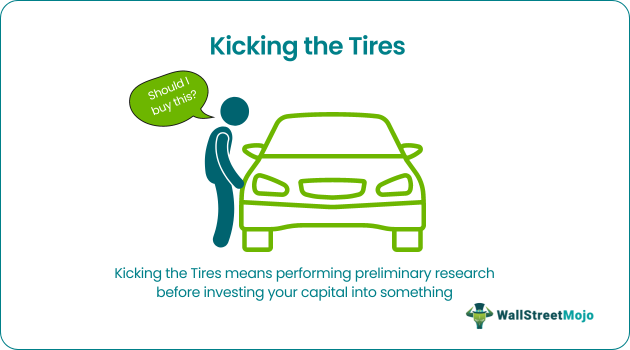 Kicking the Tires
Should I
buy this?
Kicking the Tires means performing preliminary research
before investing your capital into something
WallStreetMojo